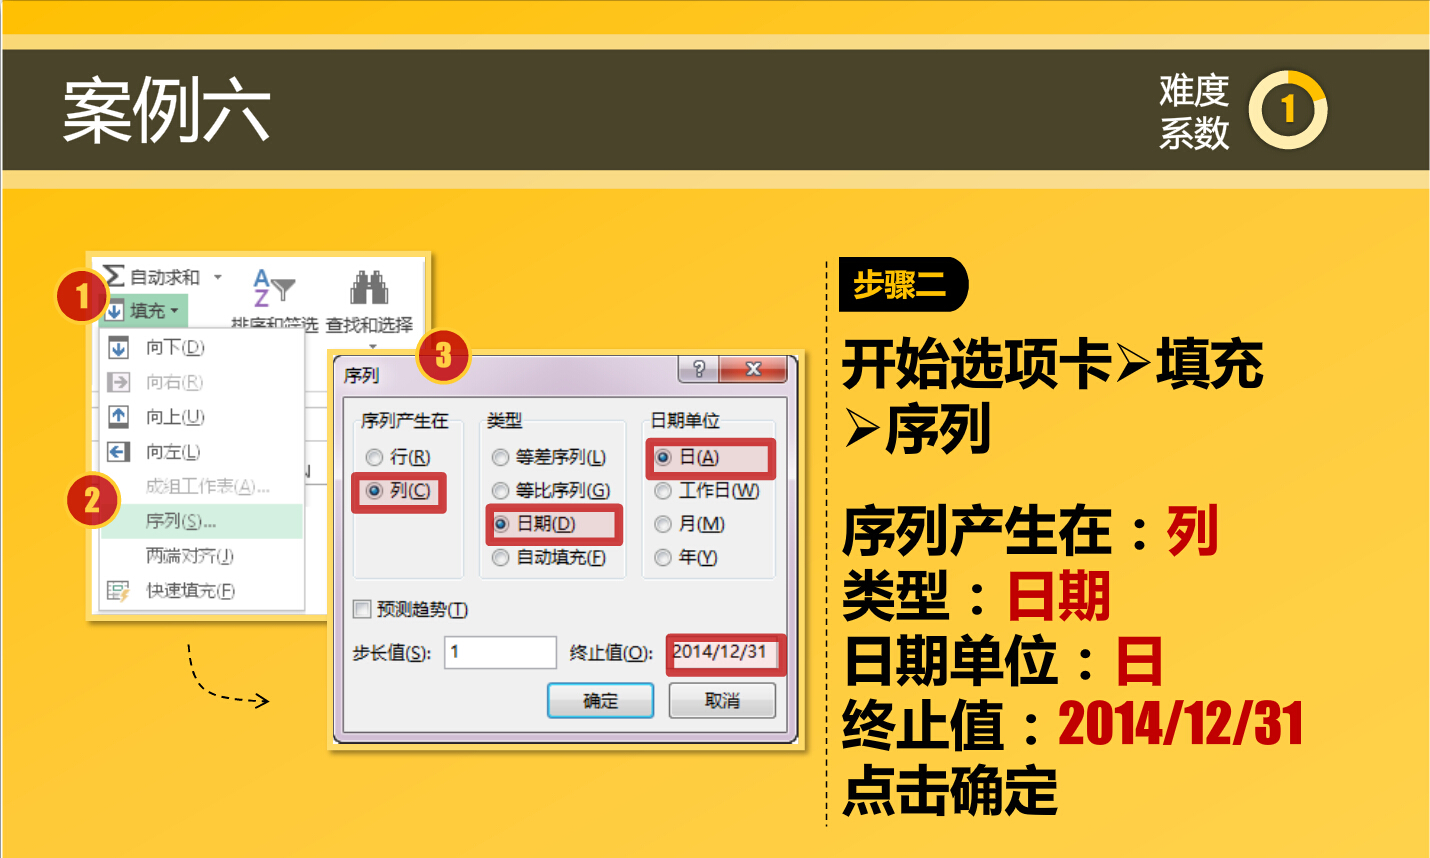 案例六
难度
系数
1
1
自动求和
填充
排序和筛选 查找和选择
向下(D)
向右(R)
向上(U)
向左(L)
成组工作表(A)...
2
序列(S)...
两端对齐(J)
快速填充(E)
3
序列
?
序列产生在
行(R)
列(C)
类型
等差序列(L)
等比序列(G)
日期(D)
自动填充(F)
日期单位
日(A)
工作日(W)
月(M)
年(Y)
预测趋势(T)
步长值(S): 1
终止值(O): 2014/12/31
确定
取消
步骤二
开始选项卡➢填充
➢序列
序列产生在：列
类型：日期
日期单位：日
终止值：2014/12/31
点击确定